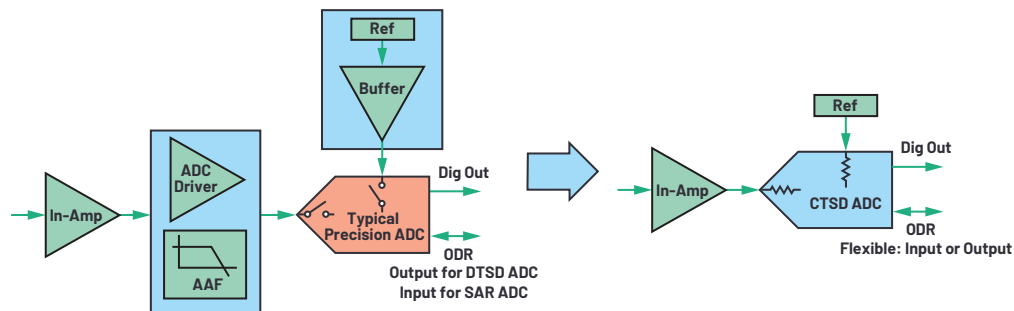 Ref
Buffer
ADC
Driver
In-Amp
AAF
Typical
Precision ADC
Dig Out
ODR
Output for DTSD ADC
Input for SAR ADC
Ref
In-Amp
CTSD ADC
Dig Out
ODR
Flexible: Input or Output